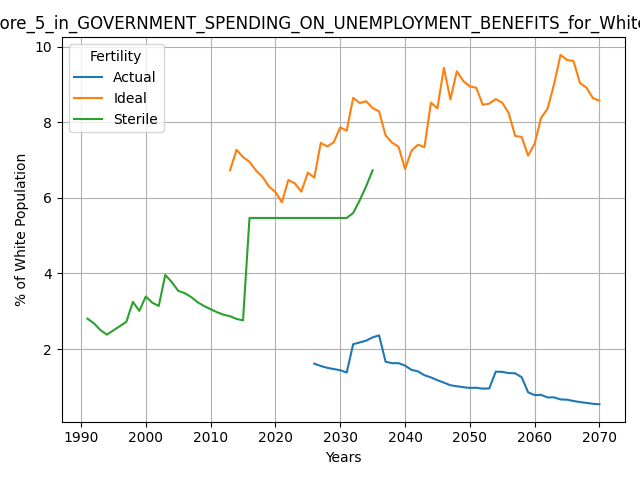 ore_5_in_GOVERNMENT_SPENDING_ON_UNEMPLOYMENT_BENEFITS_for_White
Fertility
Actual
Ideal
Sterile
% of White Population
10
8
6
4
2
1990 2000 2010 2020 2030 2040 2050 2060 2070
Years